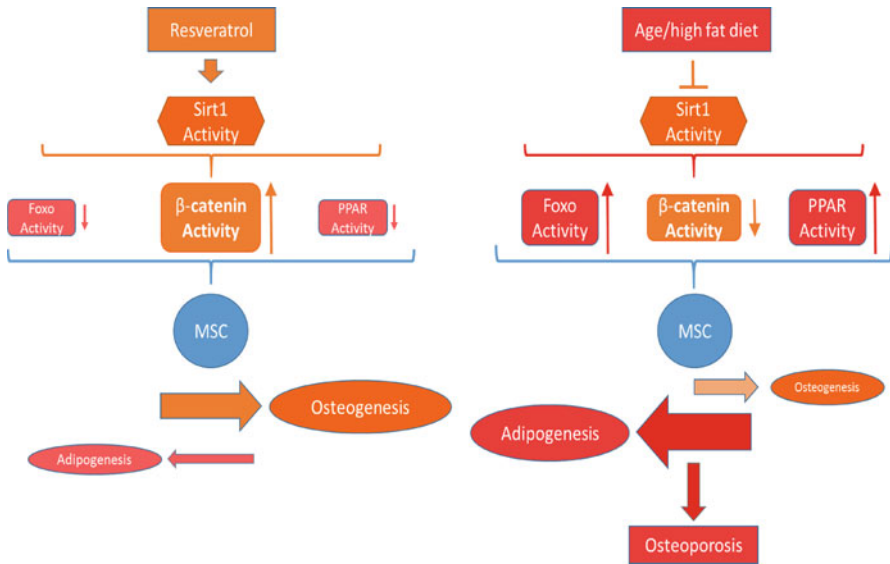 Resveratrol
Sirt1
Activity
Foxo
Activity
β-catenin
Activity
PPAR
Activity
MSC
Osteogenesis
Adipogenesis
Age/high fat diet
Sirt1
Activity
Foxo
Activity
β-catenin
Activity
PPAR
Activity
MSC
Osteogenesis
Adipogenesis
Osteoporosis